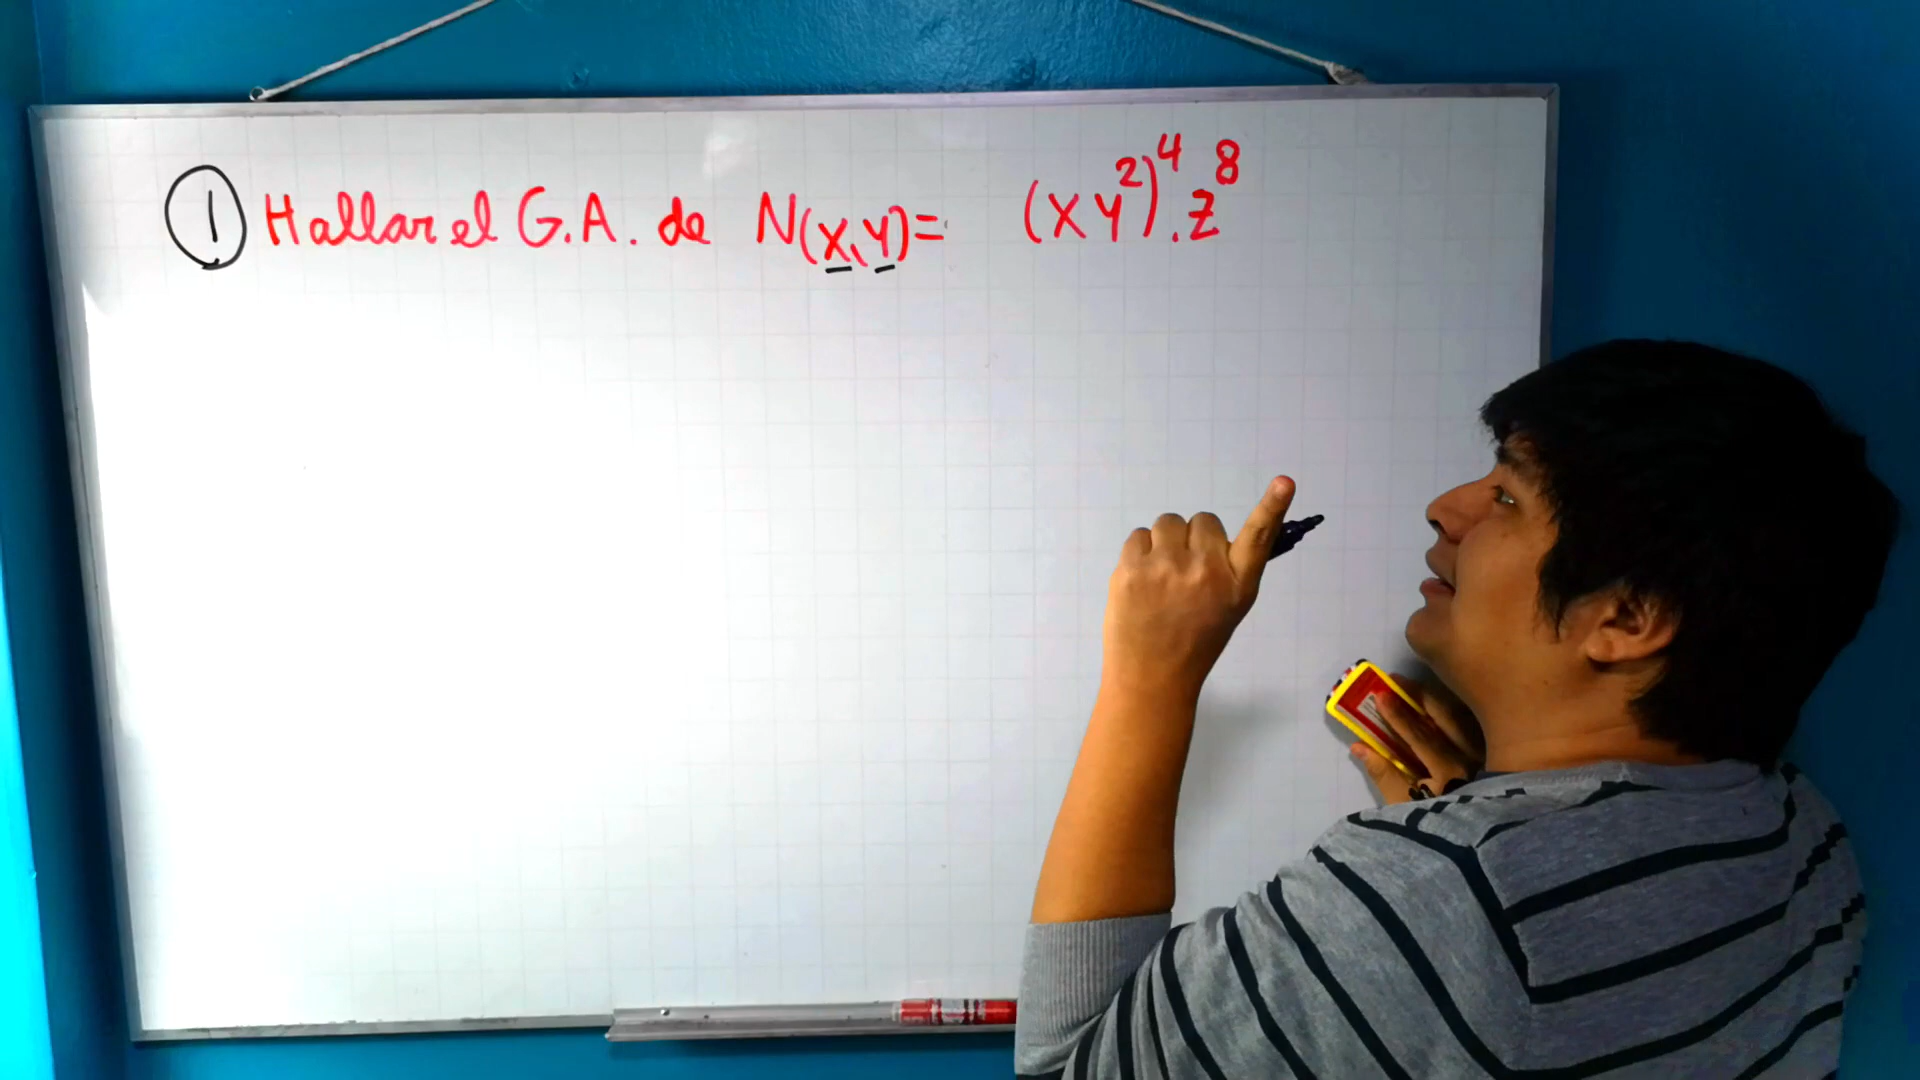 1 Hallar el G.A. de N(x,y)= (xy²)⁴.z⁸